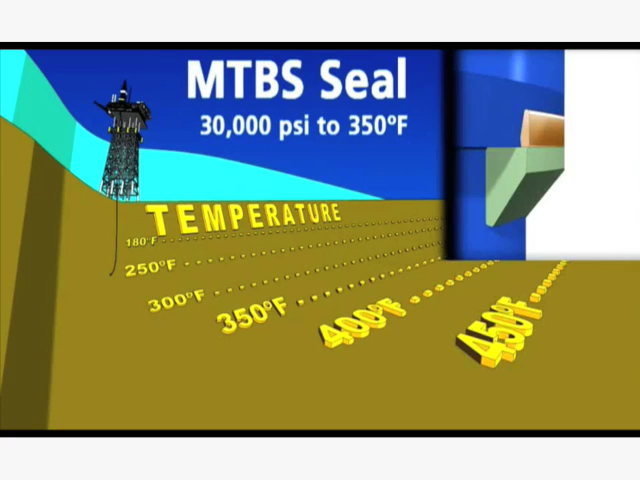 MTBS Seal
30,000 psi to 350°F
TEMPERATURE
180°F
250°F
300°F
350°F
400°F
450°F